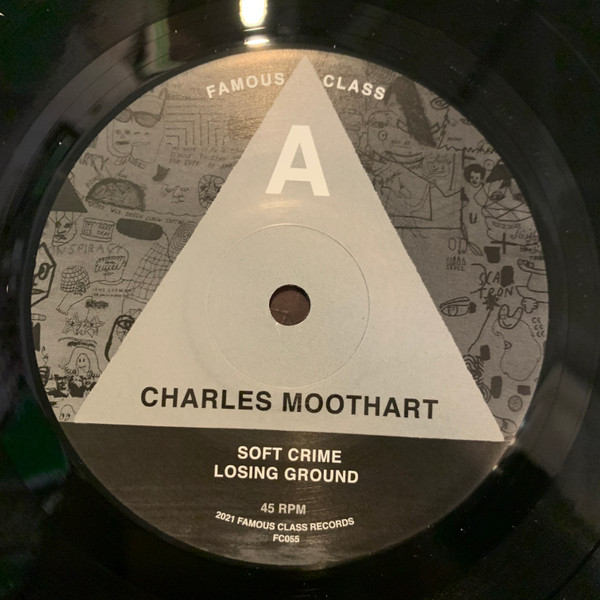 FAMOUS CLASS
A
CHARLES MOOTHART
SOFT CRIME
LOSING GROUND
45 RPM
2021 FAMOUS CLASS RECORDS
FC055